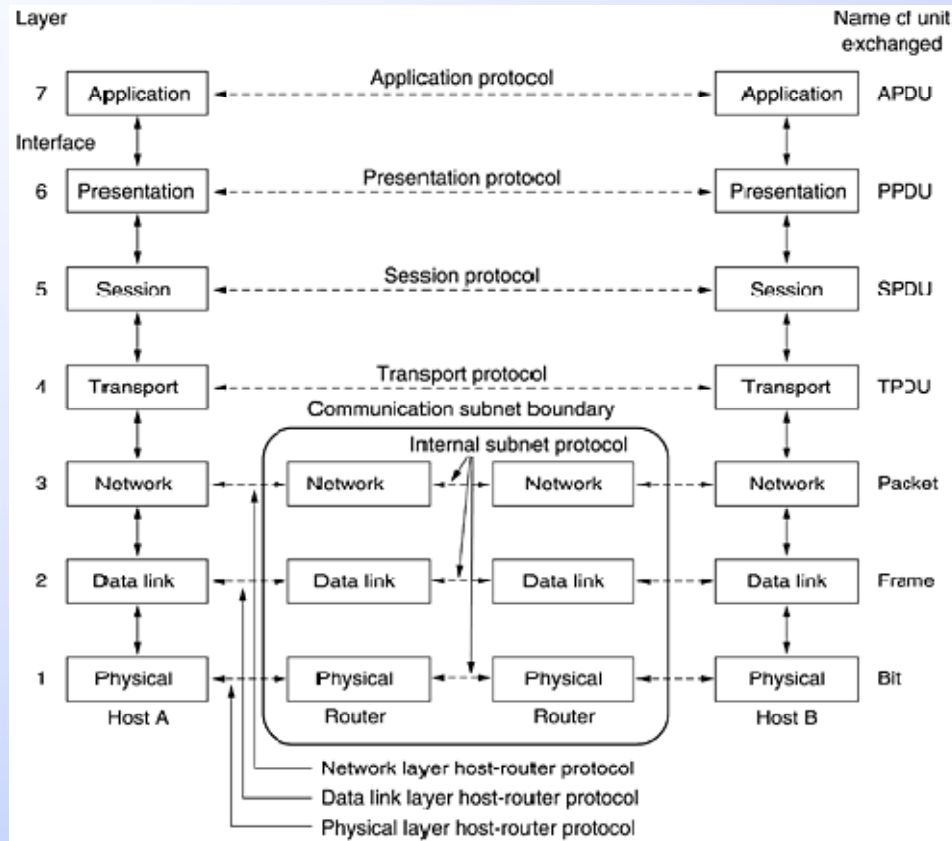 Layer
Name of unit
exchanged
Application protocol
7 Application Application APDU
Interface
Presentation protocol
6 Presentation Presentation PPDU
Session protocol
5 Session Session SPDU
Transport protocol
4 Transport Transport TPDU
Communication subnet boundary
Internal subnet protocol
3 Network Network Network Network Packet
2 Data link Data link Data link Data link Frame
1 Physical Physical Physical Physical Bit
Host A Router Router Host B
Network layer host-router protocol
Data link layer host-router protocol
Physical layer host-router protocol